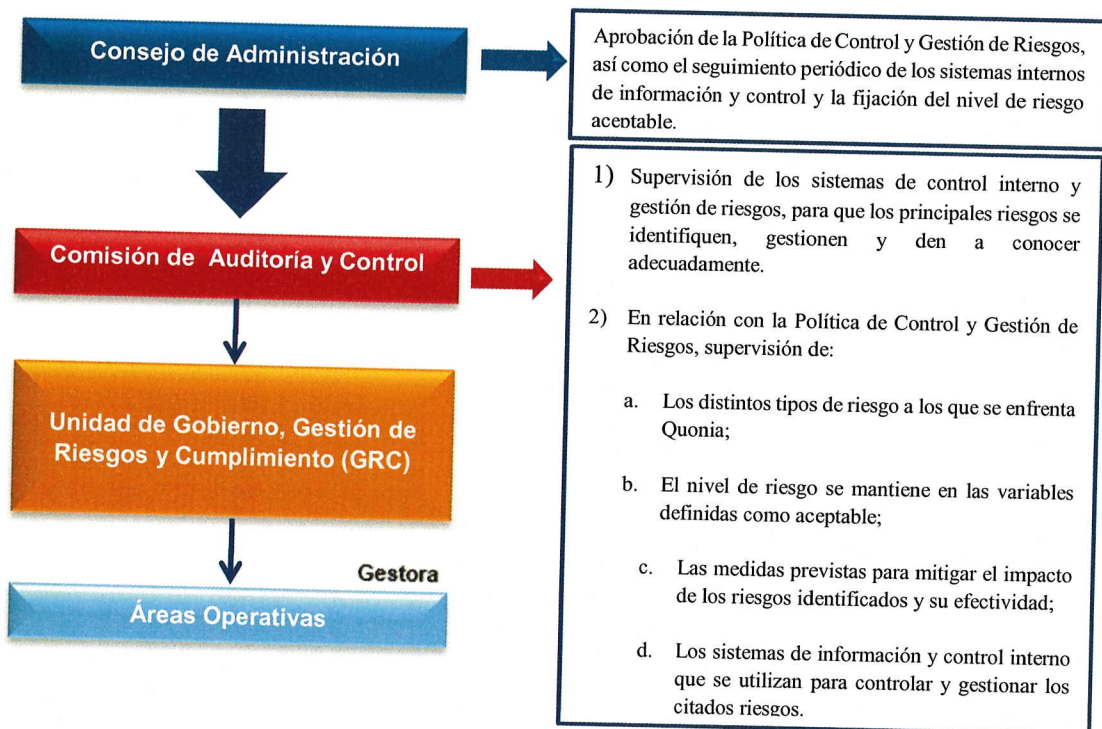 Consejo de Administración
Aprobación de la Política de Control y Gestión de Riesgos,
así como el seguimiento periódico de los sistemas internos
de información y control y la fijación del nivel de riesgo
aceptable.
Comisión de Auditoría y Control
1) Supervisión de los sistemas de control interno y
gestión de riesgos, para que los principales riesgos se
identifiquen, gestionen y den a conocer
adecuadamente.
2) En relación con la Política de Control y Gestión de
Riesgos, supervisión de:
a. Los distintos tipos de riesgo a los que se enfrenta
Quonia;
b. El nivel de riesgo se mantiene en las variables
definidas como aceptable;
c. Las medidas previstas para mitigar el impacto
de los riesgos identificados y su efectividad;
d. Los sistemas de información y control interno
que se utilizan para controlar y gestionar los
citados riesgos.
Unidad de Gobierno, Gestión de
Riesgos y Cumplimiento (GRC)
Gestora
Áreas Operativas